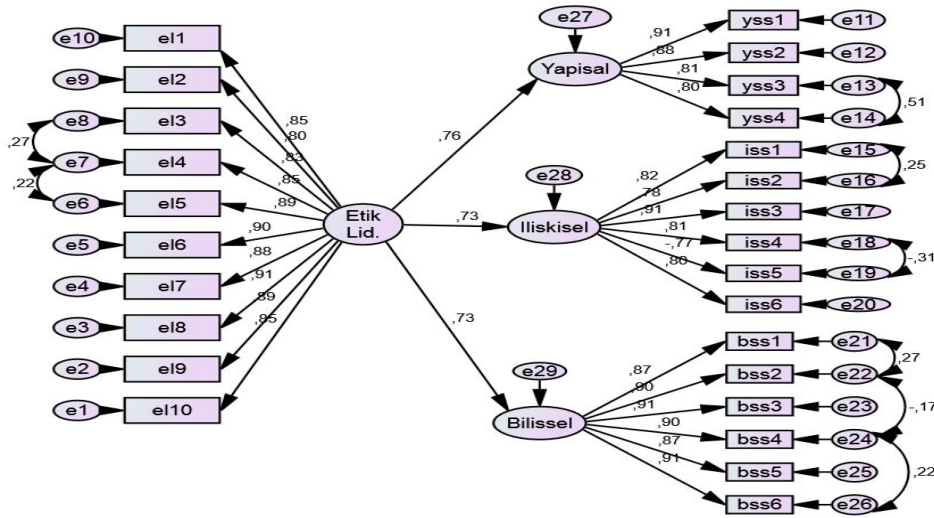 e10 el1
e9 el2
e8 el3
e7 el4
e6 el5
e5 el6
e4 el7
e3 el8
e2 el9
e1 el10
,27
,22
,85
,80
,83
,85
,89
,90
,88
,91
,89
,85
Etik
Lid.
,76
,73
,73
e27
Yapisal
,91
,88
,81
,80
yss1 e11
yss2 e12
yss3 e13
yss4 e14
,51
e28
Iliskisel
,82
,78
,91
,81
-,77
,80
iss1 e15
iss2 e16
iss3 e17
iss4 e18
iss5 e19
iss6 e20
,25
-,31
e29
Bilissel
,87
,90
,91
,90
,87
,91
bss1 e21
bss2 e22
bss3 e23
bss4 e24
bss5 e25
bss6 e26
,27
-,17
,22